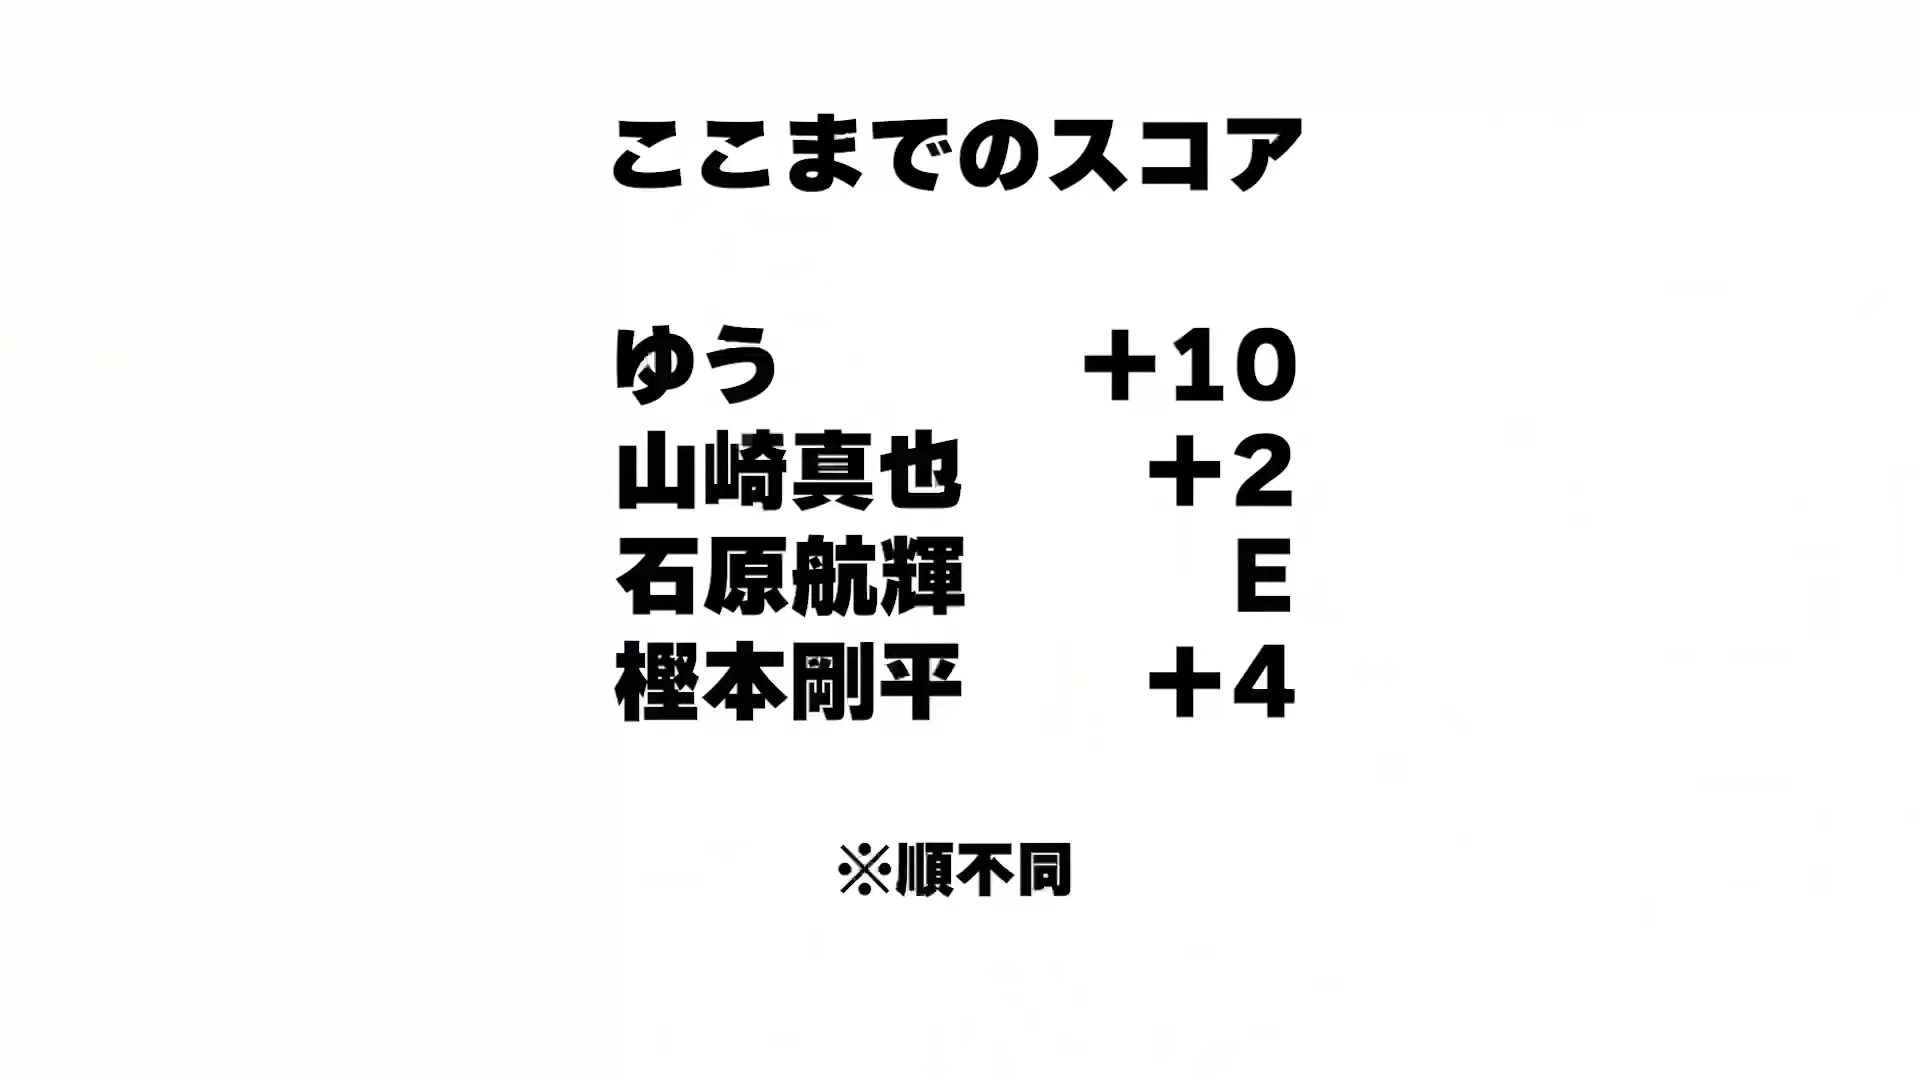 ここまでのスコア
ゆう ＋10
山崎真也 ＋2
石原航輝 E
樫本剛平 ＋4
※順不同